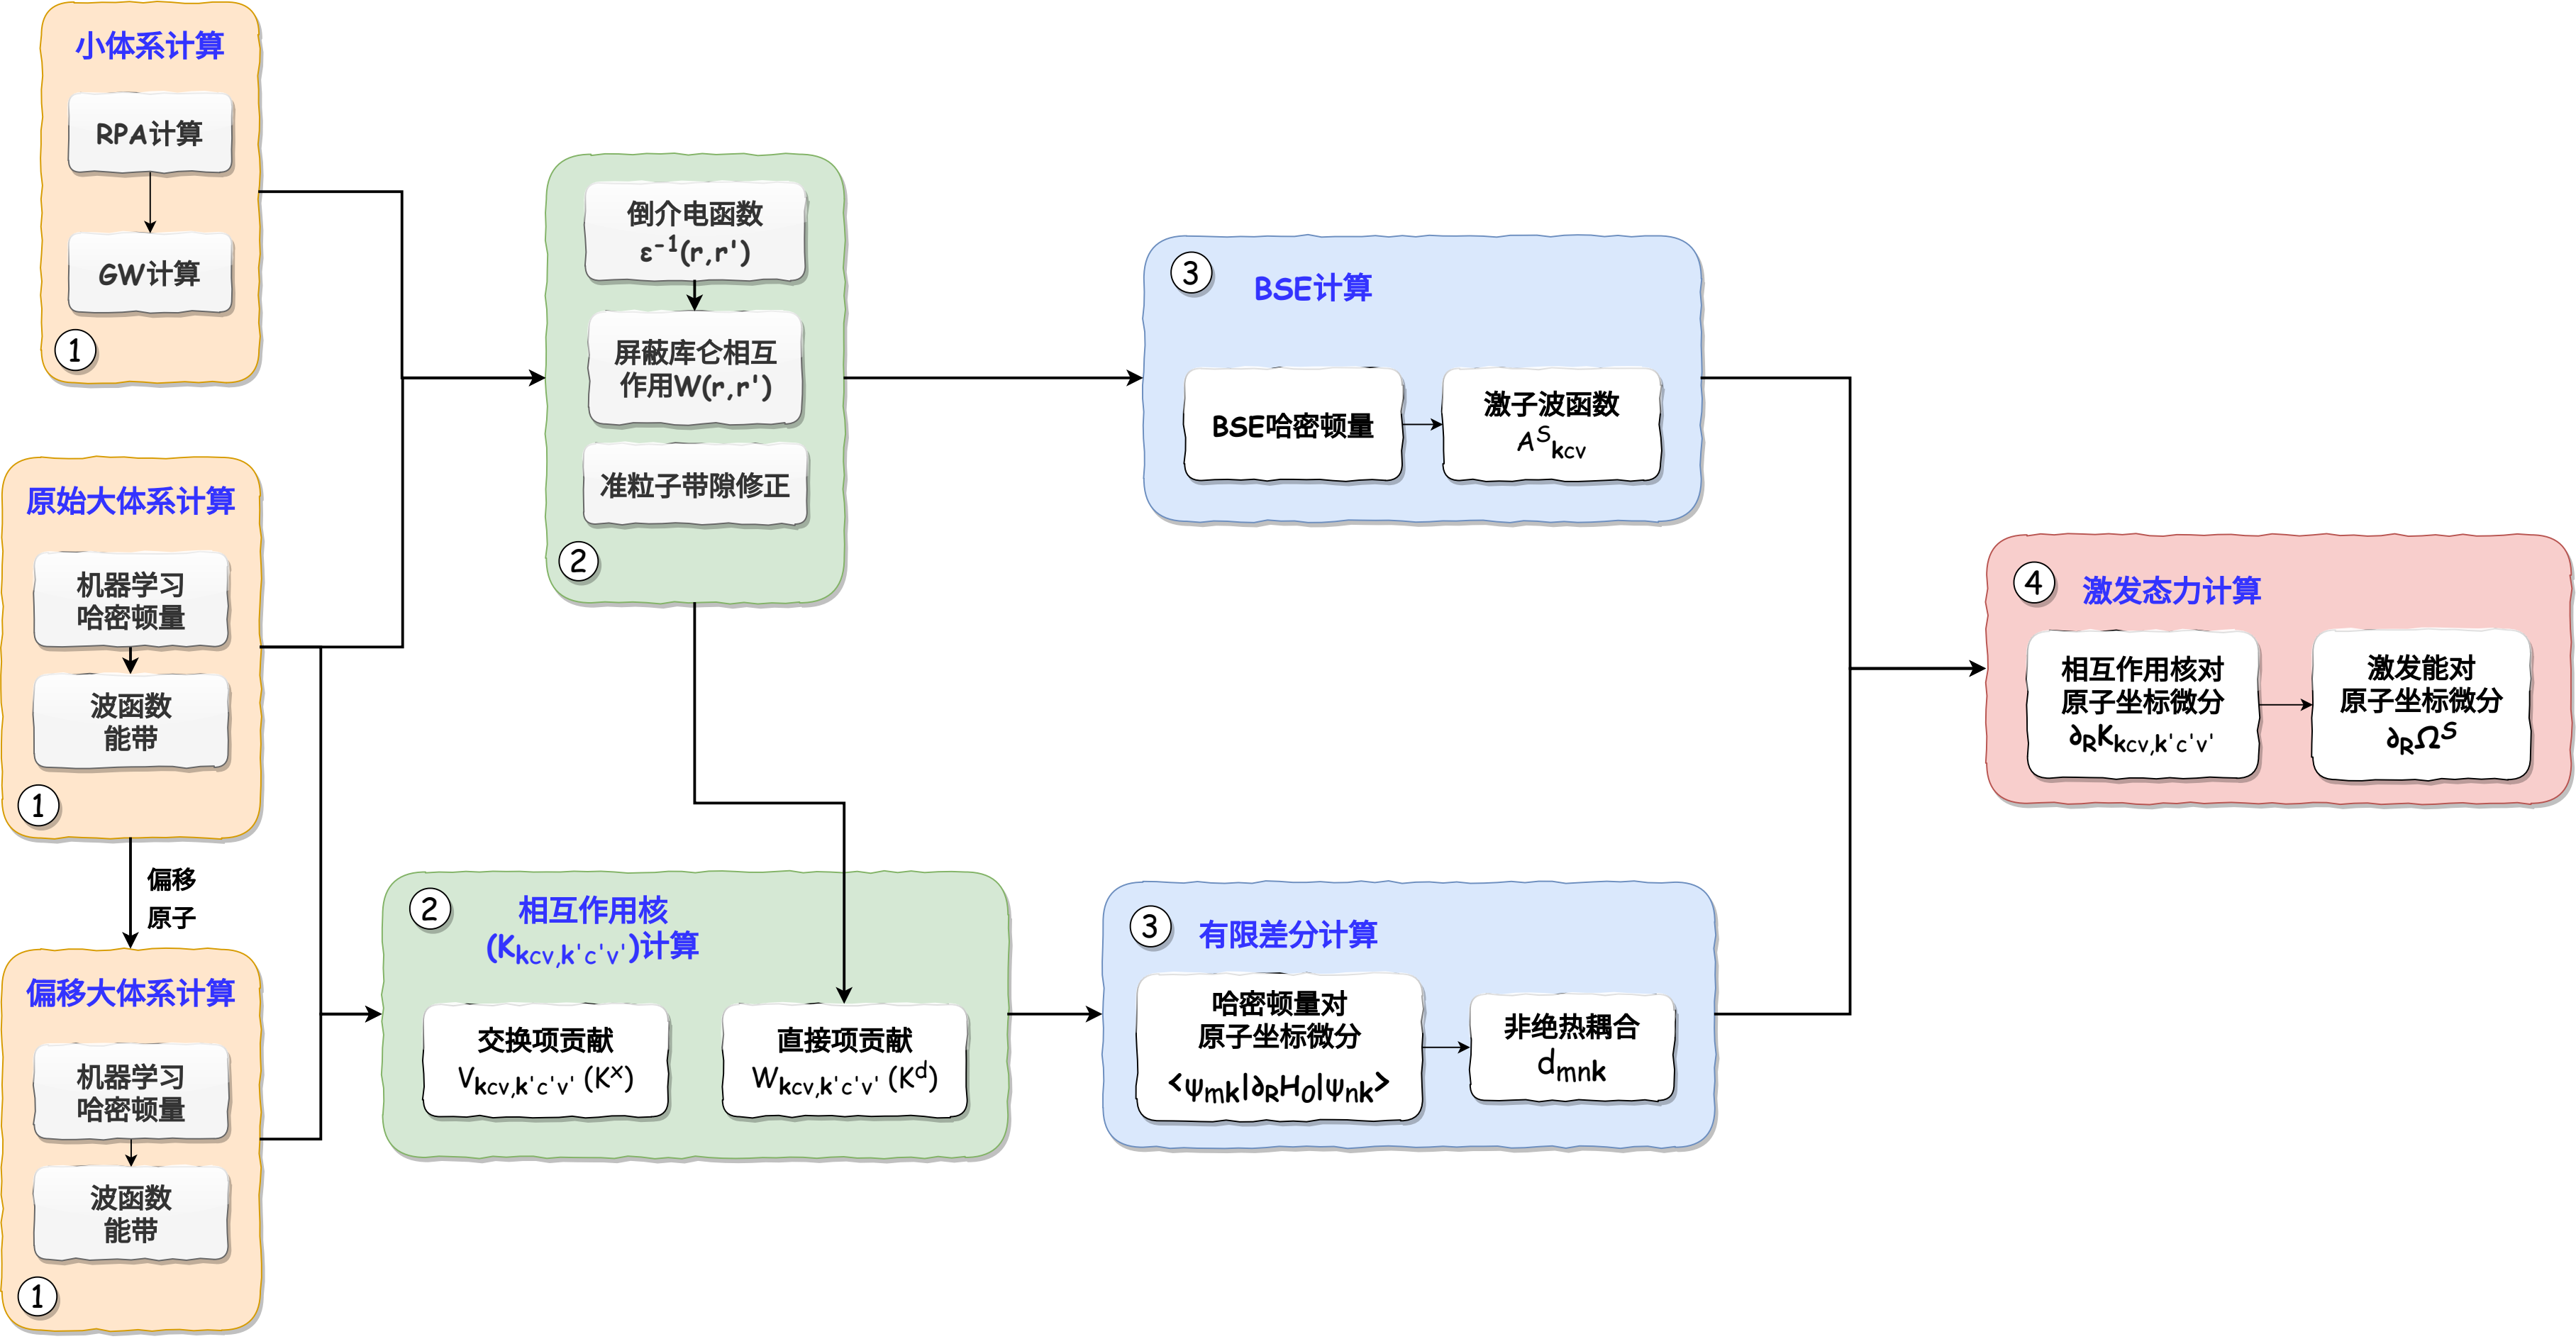 小体系计算
RPA计算
GW计算
①
原始大体系计算
机器学习
哈密顿量
波函数
能带
①
偏移
原子
偏移大体系计算
机器学习
哈密顿量
波函数
能带
①
倒介电函数
ε⁻¹(r,r')
屏蔽库仑相互
作用W(r,r')
准粒子带隙修正
②
②
相互作用核
(Kkcv,k'c'v')计算
交换项贡献
Vkcv,k'c'v' (Kˣ)
直接项贡献
Wkcv,k'c'v' (Kᵈ)
③
BSE计算
BSE哈密顿量
激子波函数
Aˢkcv
③
有限差分计算
哈密顿量对
原子坐标微分
<ψmk|∂RH₀|ψnk>
非绝热耦合
dmnk
④
激发态力计算
相互作用核对
原子坐标微分
∂RKkcv,k'c'v'
激发能对
原子坐标微分
∂RΩˢ